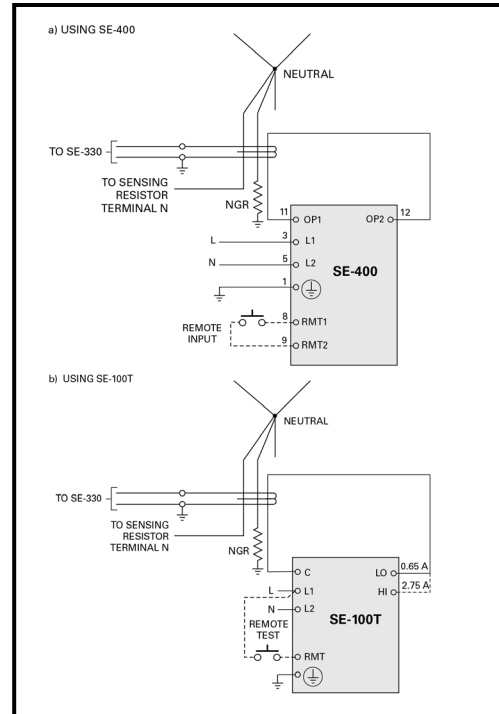 a) USING SE-400
NEUTRAL
TO SE-330
TO SENSING
RESISTOR
TERMINAL N
NGR
11 OP1 OP2 12
L 3 L1
N 5 L2
SE-400
1
8 RMT1
REMOTE
INPUT
9 RMT2
b) USING SE-100T
NEUTRAL
TO SE-330
TO SENSING
RESISTOR
TERMINAL N
NGR
C LO 0.65 A
L L1 HI 2.75 A
N L2
SE-100T
REMOTE
TEST
RMT